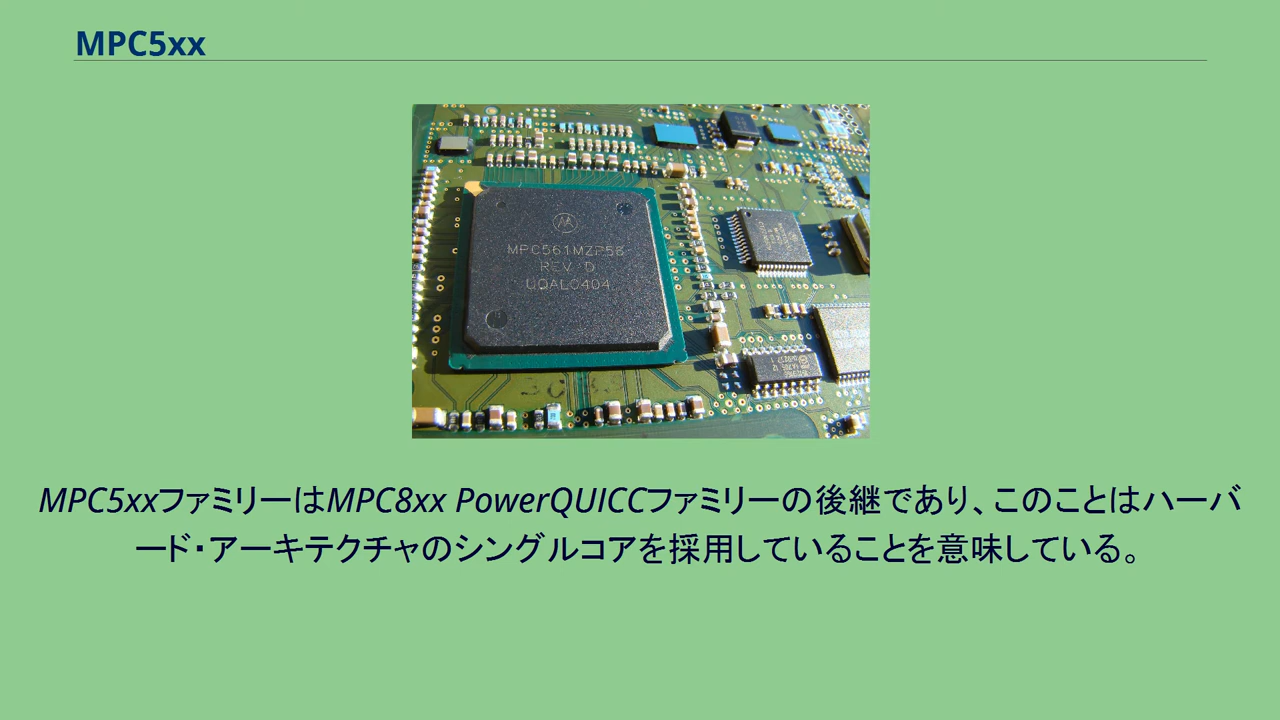 MPC5xx
MPC561MZP56
REV D
UQAL0404
MPC5xxファミリーはMPC8xx PowerQUICCファミリーの後継であり、このことはハーバ
ード・アーキテクチャのシングルコアを採用していることを意味している。